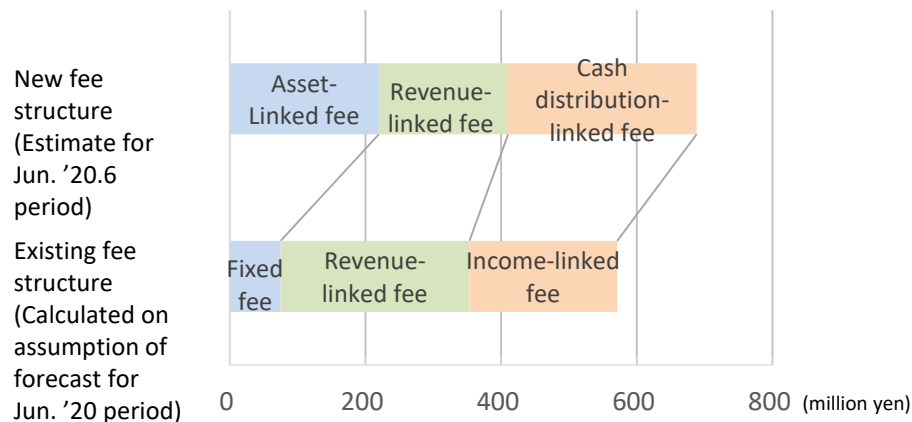 New fee
structure
(Estimate for
Jun. ’20.6
period)
Asset-
Linked fee
Revenue-
linked fee
Cash
distribution-
linked fee
Existing fee
structure
(Calculated on
assumption of
forecast for
Jun. ’20 period)
Fixed
fee
Revenue-
linked fee
Income-linked
fee
0 200 400 600 800 (million yen)